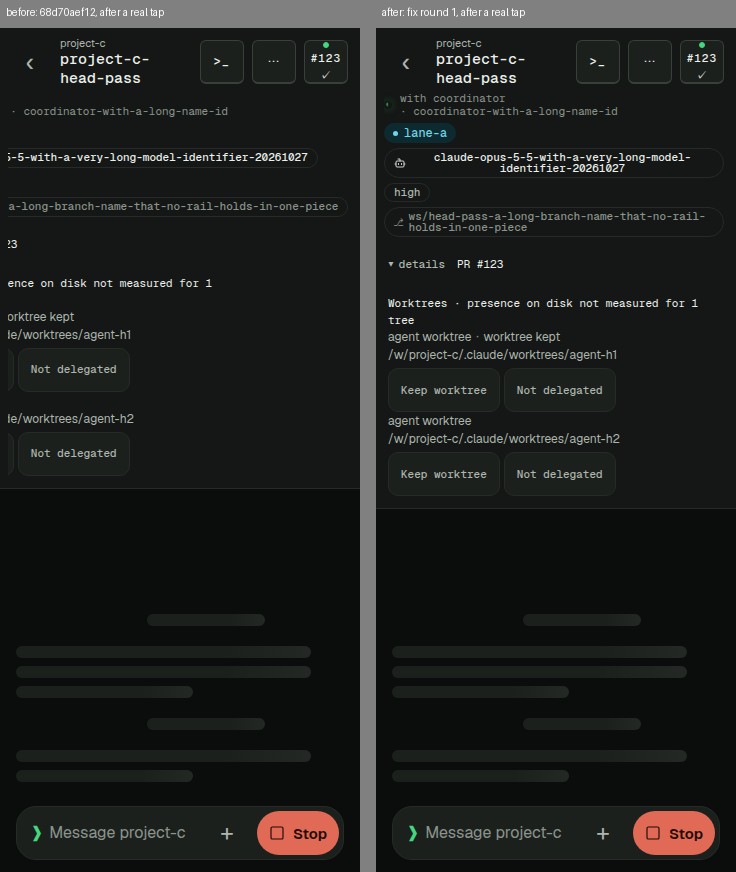 before: 68d70aef12, after a real tap
project-c
project-c-
head-pass
>_
...
#123
✓
· coordinator-with-a-long-name-id
5-5-with-a-very-long-model-identifier-20261027
a-long-branch-name-that-no-rail-holds-in-one-piece
23
ence on disk not measured for 1
orktree kept
de/worktrees/agent-h1
Not delegated
de/worktrees/agent-h2
Not delegated
❯ Message project-c
+
Stop
after: fix round 1, after a real tap
project-c
project-c-
head-pass
>_
...
#123
✓
with coordinator
· coordinator-with-a-long-name-id
lane-a
claude-opus-5-5-with-a-very-long-model-
identifier-20261027
high
ws/head-pass-a-long-branch-name-that-no-rail-
holds-in-one-piece
▾ details PR #123
Worktrees · presence on disk not measured for 1
tree
agent worktree · worktree kept
/w/project-c/.claude/worktrees/agent-h1
Keep worktree Not delegated
agent worktree
/w/project-c/.claude/worktrees/agent-h2
Keep worktree Not delegated
❯ Message project-c
+
Stop